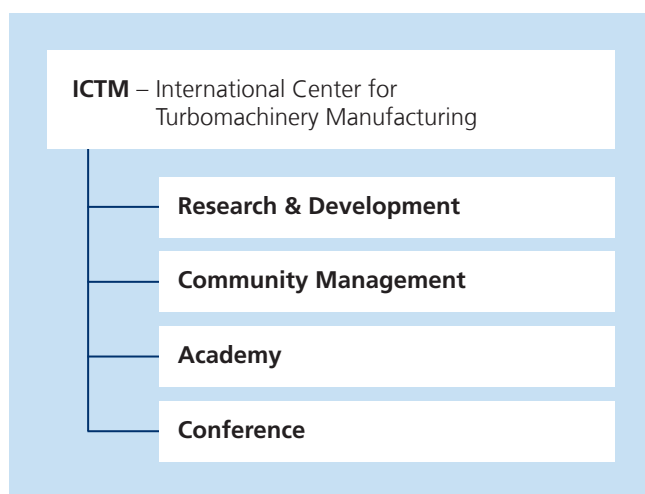 ICTM – International Center for
Turbomachinery Manufacturing
Research & Development
Community Management
Academy
Conference